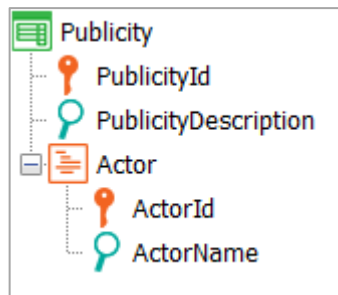 Publicity
PublicityId
PublicityDescription
Actor
ActorId
ActorName